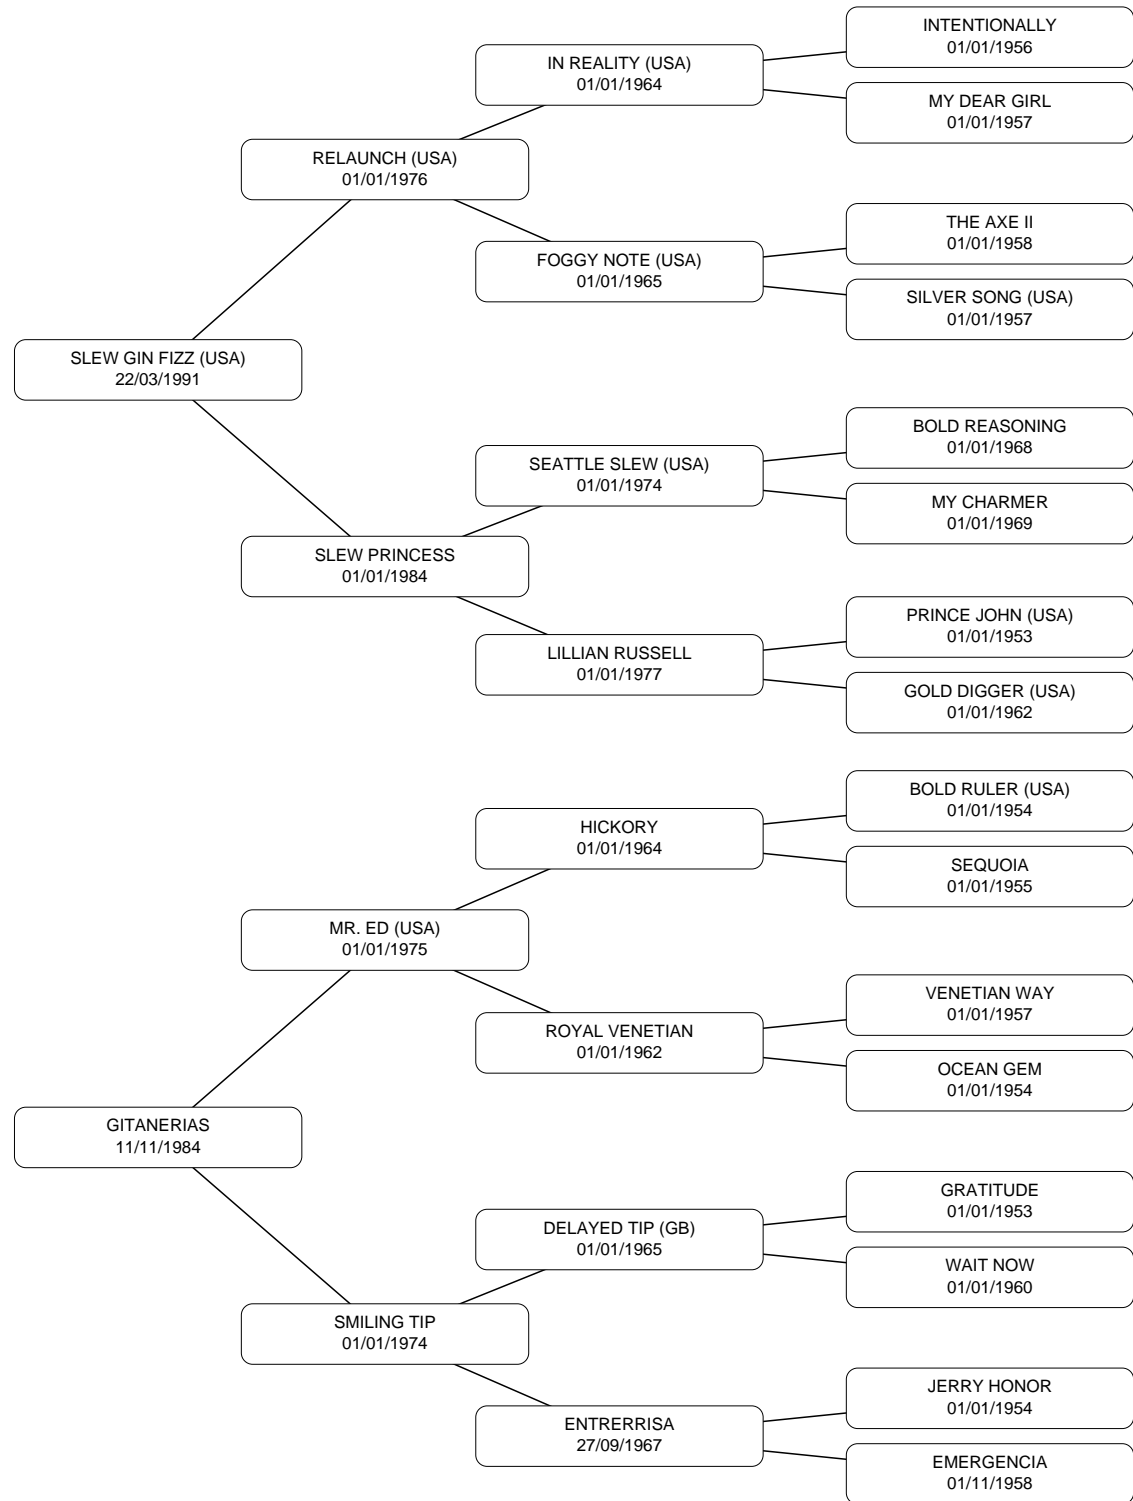 INTENTIONALLY
01/01/1956
IN REALITY (USA)
01/01/1964
MY DEAR GIRL
01/01/1957
RELAUNCH (USA)
01/01/1976
THE AXE II
01/01/1958
FOGGY NOTE (USA)
01/01/1965
SILVER SONG (USA)
01/01/1957
SLEW GIN FIZZ (USA)
22/03/1991
BOLD REASONING
01/01/1968
SEATTLE SLEW (USA)
01/01/1974
MY CHARMER
01/01/1969
SLEW PRINCESS
01/01/1984
PRINCE JOHN (USA)
01/01/1953
LILLIAN RUSSELL
01/01/1977
GOLD DIGGER (USA)
01/01/1962
BOLD RULER (USA)
01/01/1954
HICKORY
01/01/1964
SEQUOIA
01/01/1955
MR. ED (USA)
01/01/1975
VENETIAN WAY
01/01/1957
ROYAL VENETIAN
01/01/1962
OCEAN GEM
01/01/1954
GITANERIAS
11/11/1984
GRATITUDE
01/01/1953
DELAYED TIP (GB)
01/01/1965
WAIT NOW
01/01/1960
SMILING TIP
01/01/1974
JERRY HONOR
01/01/1954
ENTRERRISA
27/09/1967
EMERGENCIA
01/11/1958